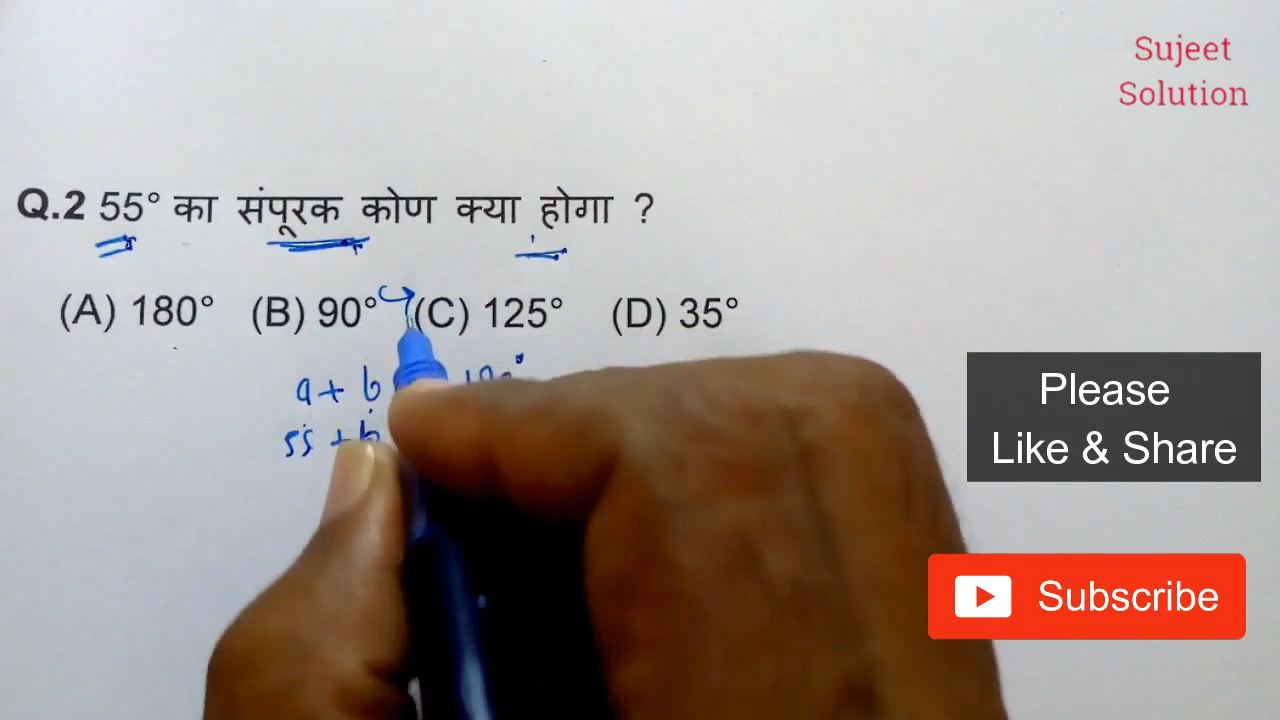 Sujeet
Solution
Q.2 55° का संपूरक कोण क्या होगा ?
(A) 180° (B) 90° (C) 125° (D) 35°
a + b
55 + b
Please
Like & Share
Subscribe